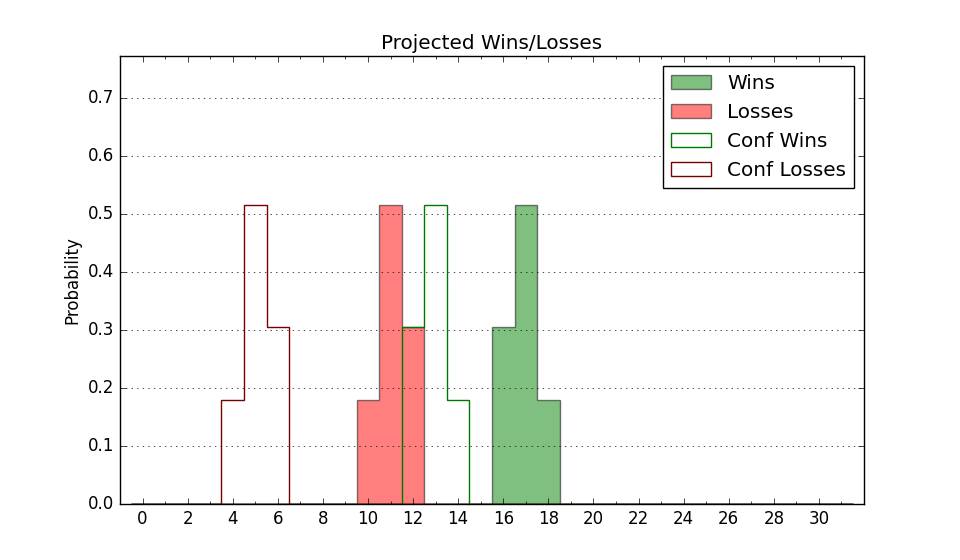 Projected Wins/Losses
Wins
Losses
Conf Wins
Conf Losses
Probability
0.7
0.6
0.5
0.4
0.3
0.2
0.1
0.0
0 2 4 6 8 10 12 14 16 18 20 22 24 26 28 30